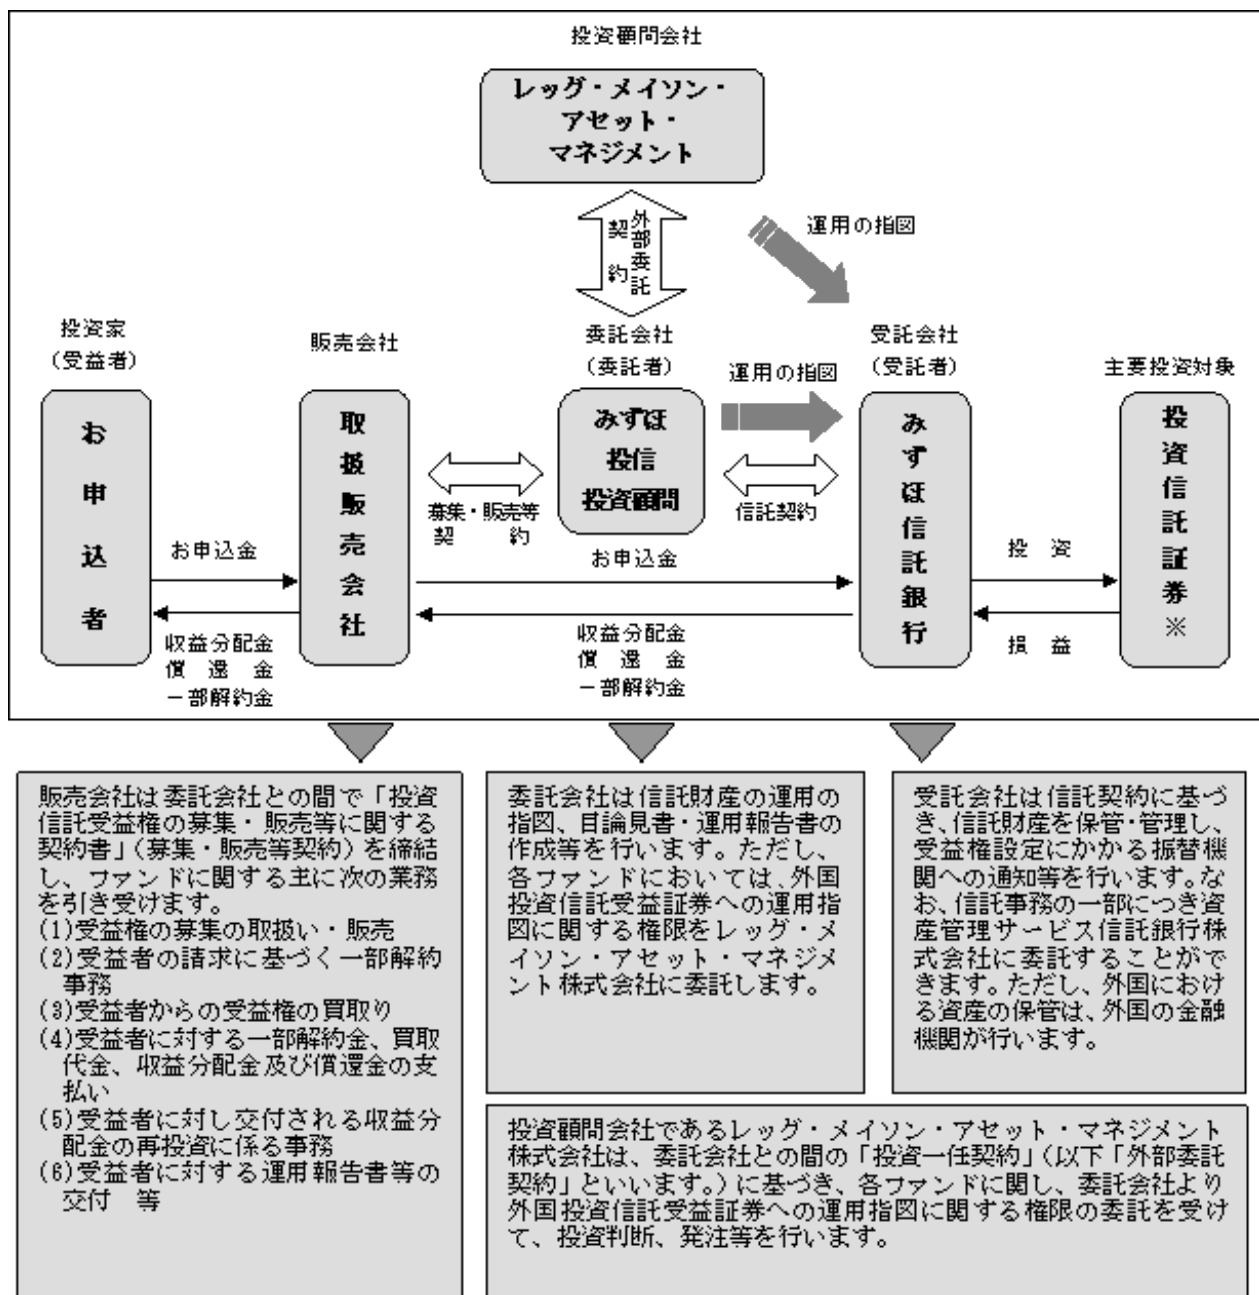 投資顧問会社
レッグ・メイソン・
アセット・
マネジメント
外部委託
契約
運用の指図
投資家
(受益者)
販売会社
委託会社
(委託者)
受託会社
(受託者)
主要投資対象
運用の指図
お申込者
取扱販売会社
みずほ
投信
投資顧問
みずほ信託銀行
投資信託証券※
募集・販売等
契約
信託契約
お申込金
お申込金
投資
収益分配金
償還金
一部解約金
収益分配金
償還金
一部解約金
損益
販売会社は委託会社との間で「投資
信託受益権の募集・販売等に関する
契約書」(募集・販売等契約)を締結
し、ファンドに関する主に次の業務
を引き受けます。
(1)受益権の募集の取扱い・販売
(2)受益者の請求に基づく一部解約
事務
(3)受益者からの受益権の買取り
(4)受益者に対する一部解約金、買取
代金、収益分配金及び償還金の支
払い
(5)受益者に対し交付される収益分
配金の再投資に係る事務
(6)受益者に対する運用報告書等の
交付 等
委託会社は信託財産の運用の
指図、目論見書・運用報告書の
作成等を行います。ただし、
各ファンドにおいては、外国
投資信託受益証券への運用指
図に関する権限をレッグ・メ
イソン・アセット・マネジメ
ント株式会社に委託します。
受託会社は信託契約に基づ
き、信託財産を保管・管理し、
受益権設定にかかる振替機
関への通知等を行います。な
お、信託事務の一部につき資
産管理サービス信託銀行株
式会社に委託することがで
きます。ただし、外国におけ
る資産の保管は、外国の金融
機関が行います。
投資顧問会社であるレッグ・メイソン・アセット・マネジメント
株式会社は、委託会社との間の「投資一任契約」(以下「外部委託
契約」といいます。)に基づき、各ファンドに関し、委託会社より
外国投資信託受益証券への運用指図に関する権限の委託を受け
て、投資判断、発注等を行います。